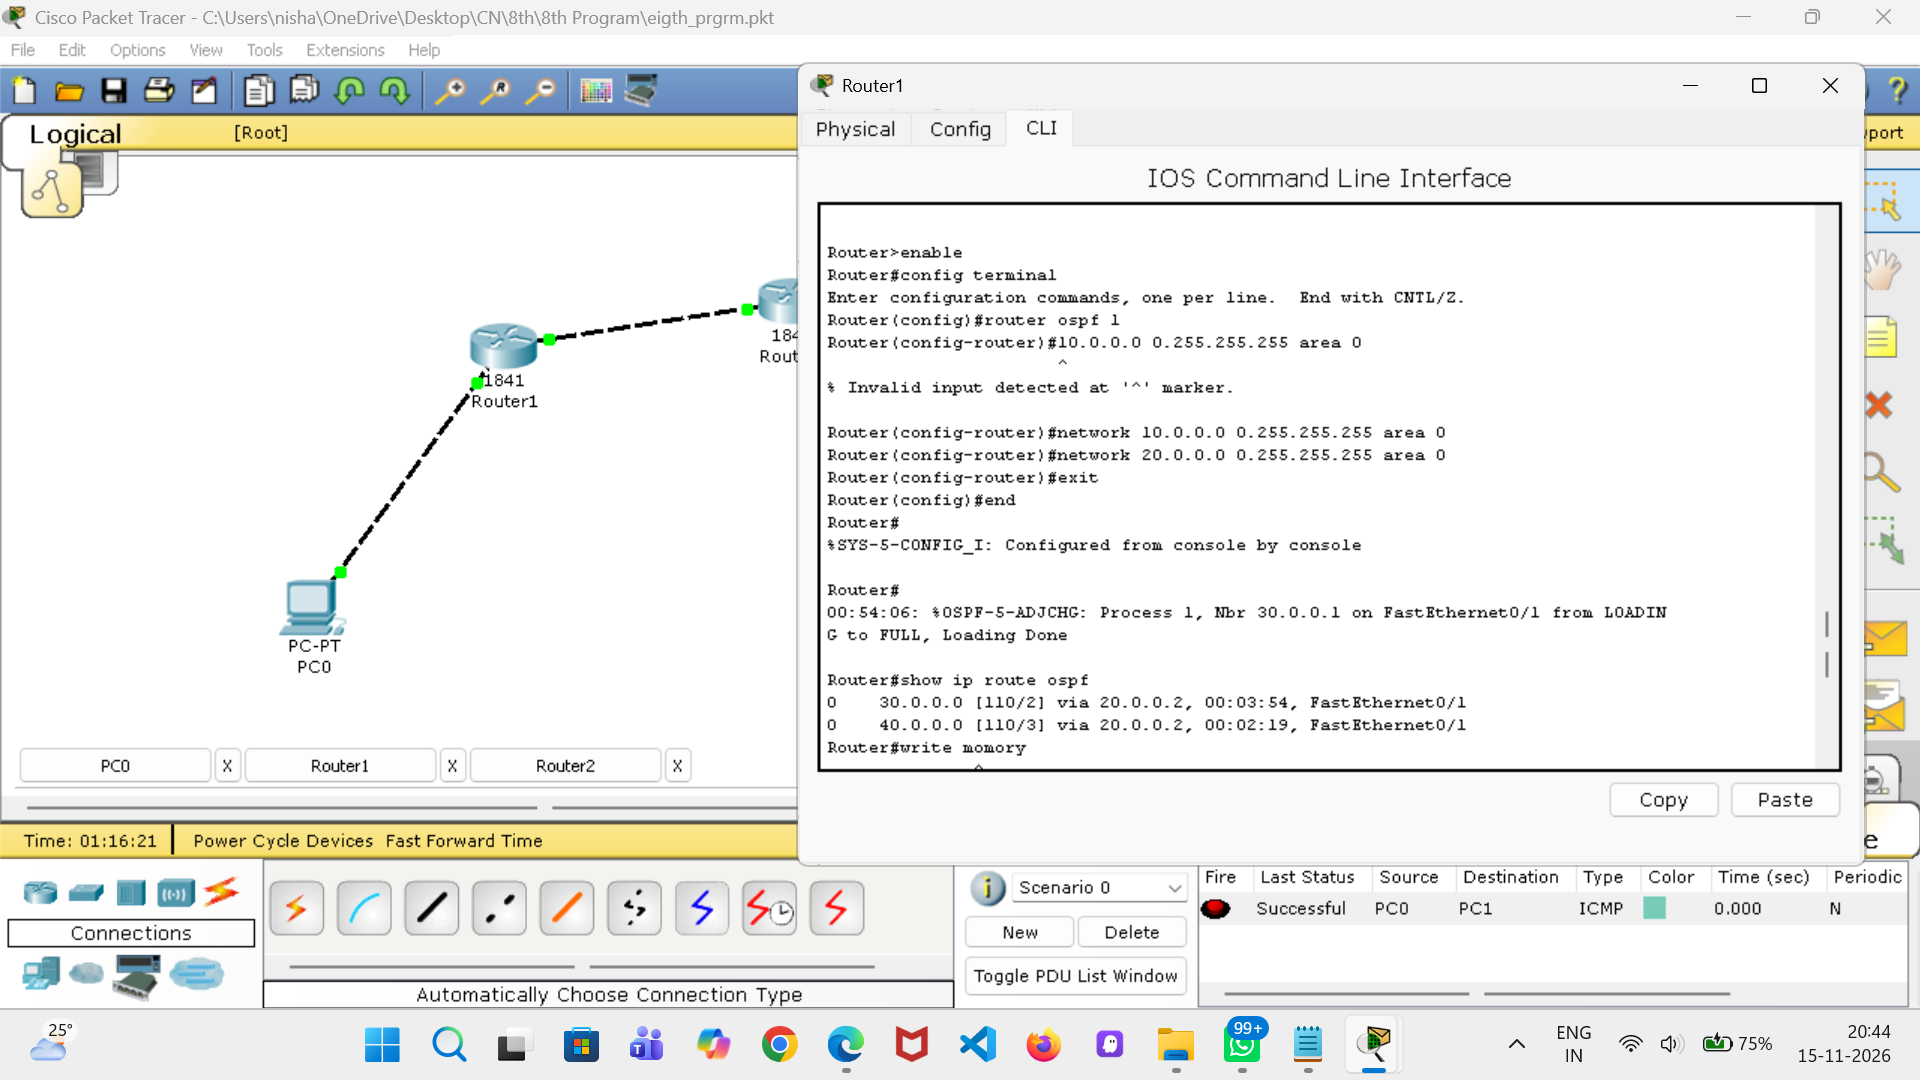 Cisco Packet Tracer - C:\Users\nisha\OneDrive\Desktop\CN\8th\8th Program\eigth_prgrm.pkt
File Edit Options View Tools Extensions Help
Logical
[Root]
Router1
Physical Config CLI
IOS Command Line Interface
Router>enable
Router#config terminal
Enter configuration commands, one per line.  End with CNTL/Z.
Router(config)#router ospf 1
Router(config-router)#10.0.0.0 0.255.255.255 area 0
^
% Invalid input detected at '^' marker.
Router(config-router)#network 10.0.0.0 0.255.255.255 area 0
Router(config-router)#network 20.0.0.0 0.255.255.255 area 0
Router(config-router)#exit
Router(config)#end
Router#
%SYS-5-CONFIG_I: Configured from console by console
Router#
00:54:06: %OSPF-5-ADJCHG: Process 1, Nbr 30.0.0.1 on FastEthernet0/1 from LOADIN
G to FULL, Loading Done
Router#show ip route ospf
O    30.0.0.0 [110/2] via 20.0.0.2, 00:03:54, FastEthernet0/1
O    40.0.0.0 [110/3] via 20.0.0.2, 00:02:19, FastEthernet0/1
Router#write momory
^
Copy Paste
1841
Router1
184
Rout
PC-PT
PC0
port
PC0 X Router1 X Router2 X
Time: 01:16:21 Power Cycle Devices Fast Forward Time
e
Connections
Automatically Choose Connection Type
Scenario 0
New Delete
Toggle PDU List Window
Fire Last Status Source Destination Type Color Time (sec) Periodic
Successful PC0 PC1 ICMP 0.000 N
25°
99+
ENG
IN
75%
20:44
15-11-2026